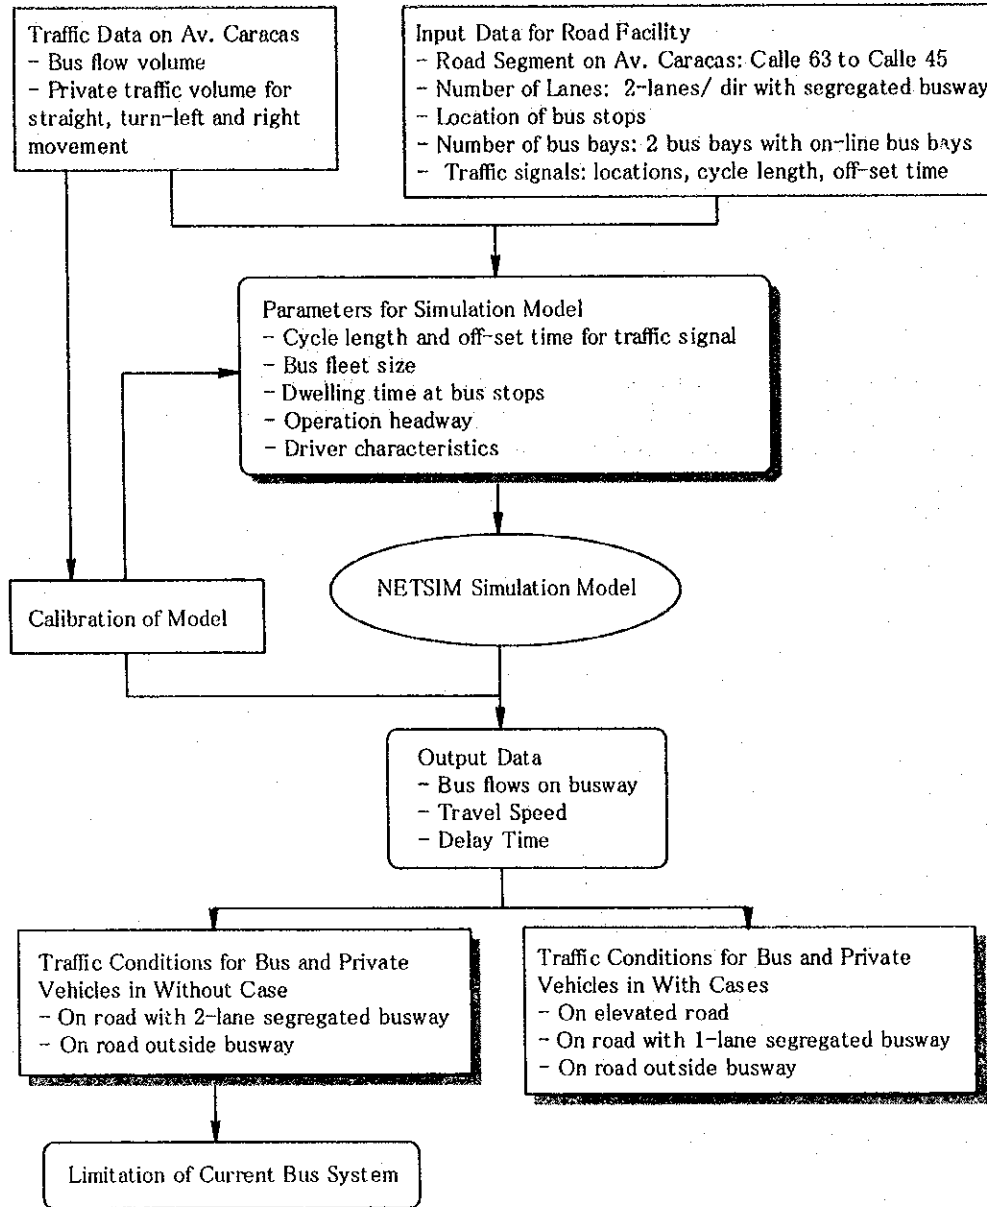 Traffic Data on Av. Caracas
- Bus flow volume
- Private traffic volume for
straight, turn-left and right
movement
Input Data for Road Facility
- Road Segment on Av. Caracas: Calle 63 to Calle 45
- Number of Lanes: 2-lanes/ dir with segregated busway
- Location of bus stops
- Number of bus bays: 2 bus bays with on-line bus bays
- Traffic signals: locations, cycle length, off-set time
Parameters for Simulation Model
- Cycle length and off-set time for traffic signal
- Bus fleet size
- Dwelling time at bus stops
- Operation headway
- Driver characteristics
NETSIM Simulation Model
Calibration of Model
Output Data
- Bus flows on busway
- Travel Speed
- Delay Time
Traffic Conditions for Bus and Private
Vehicles in Without Case
- On road with 2-lane segregated busway
- On road outside busway
Traffic Conditions for Bus and Private
Vehicles in With Cases
- On elevated road
- On road with 1-lane segregated busway
- On road outside busway
Limitation of Current Bus System